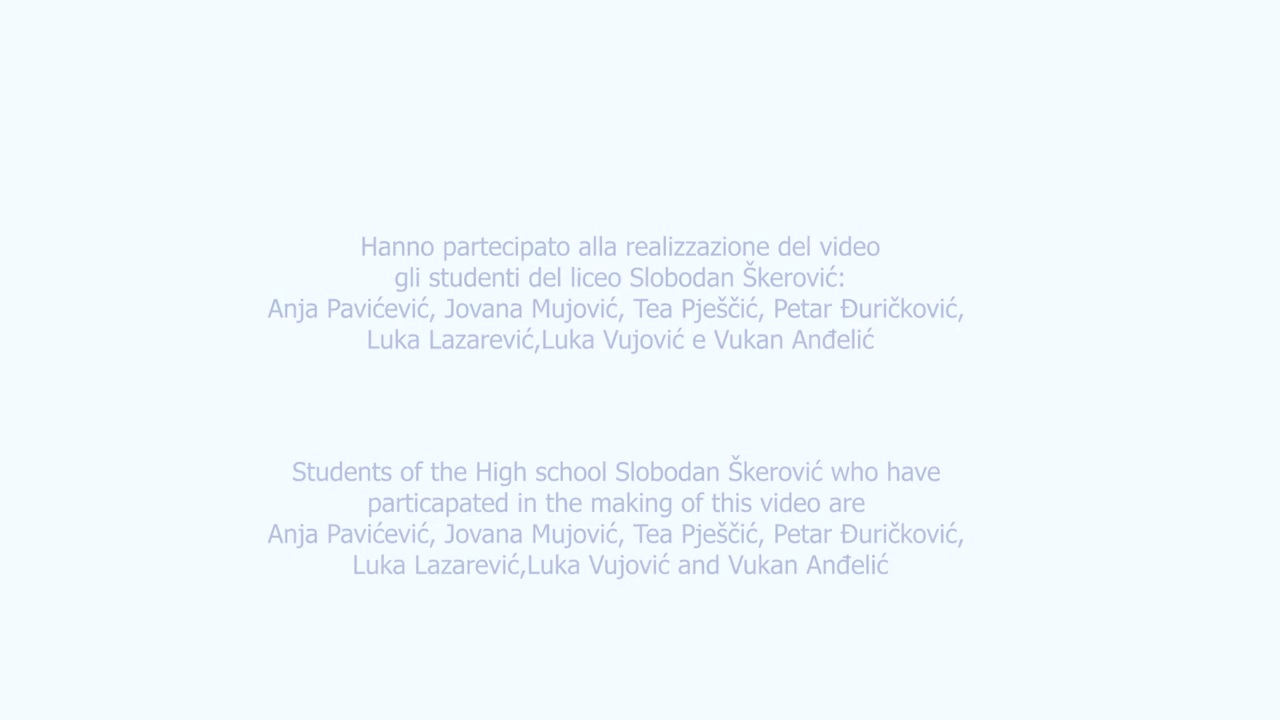 Hanno partecipato alla realizzazione del video
gli studenti del liceo Slobodan Škerović:
Anja Pavićević, Jovana Mujović, Tea Pješčić, Petar Đuričković,
Luka Lazarević,Luka Vujović e Vukan Anđelić
Students of the High school Slobodan Škerović who have
particapated in the making of this video are
Anja Pavićević, Jovana Mujović, Tea Pješčić, Petar Đuričković,
Luka Lazarević,Luka Vujović and Vukan Anđelić